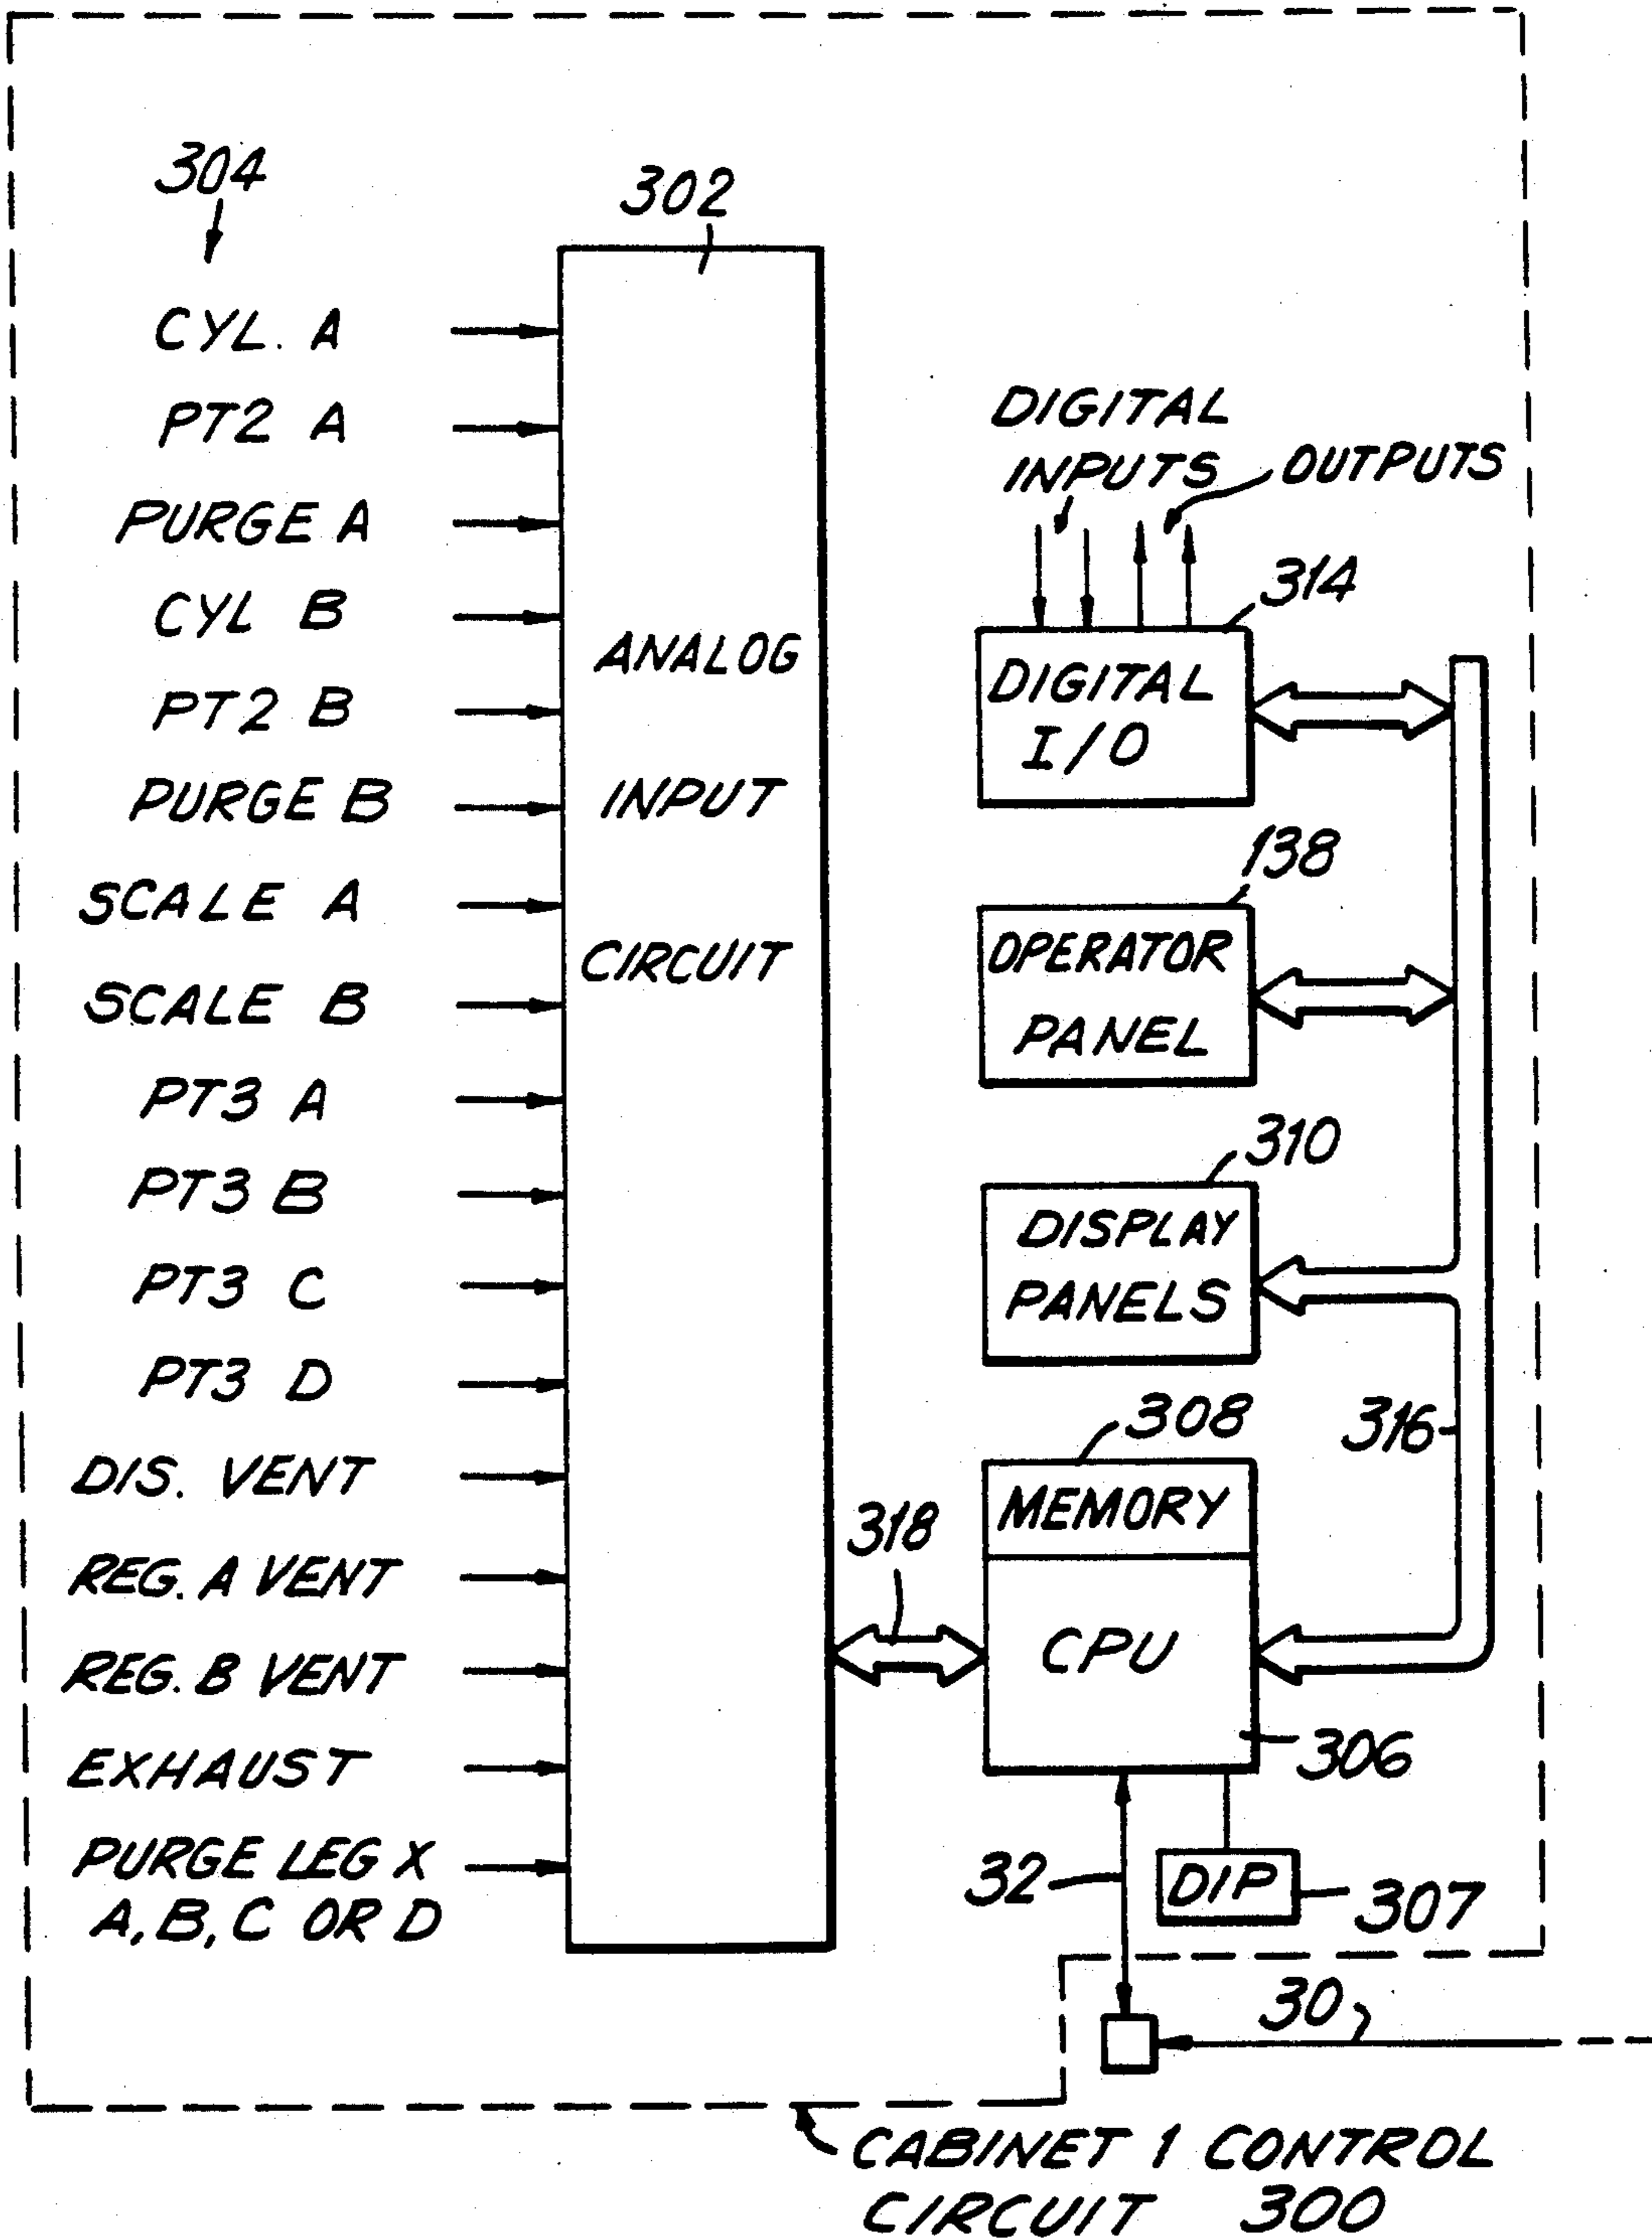 304
302
CYL. A
PT2 A
PURGE A
CYL B
PT2 B
PURGE B
SCALE A
SCALE B
PT3 A
PT3 B
PT3 C
PT3 D
DIS. VENT
REG. A VENT
REG. B VENT
EXHAUST
PURGE LEG X
A, B, C OR D
ANALOG
INPUT
CIRCUIT
DIGITAL
INPUTS
OUTPUTS
314
DIGITAL
I/O
138
OPERATOR
PANEL
310
DISPLAY
PANELS
316
308
MEMORY
318
CPU
306
32
DIP
307
30
CABINET 1 CONTROL
CIRCUIT 300